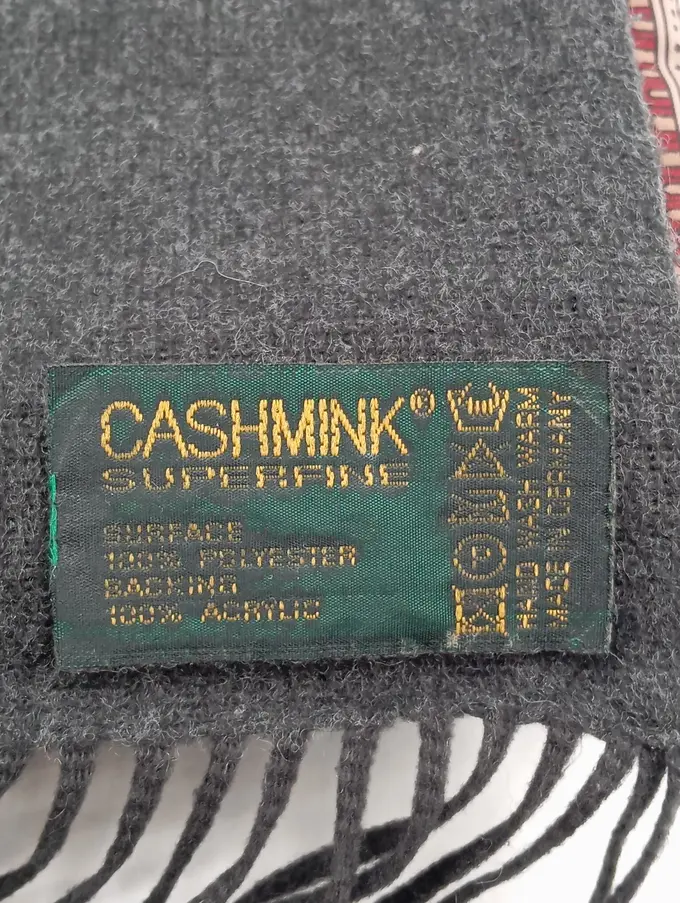 CASHMINK®
SUPERFINE
SURFACE
100% POLYESTER
BACKING
100% ACRYLIC
HAND WASH WARM
MADE IN GERMANY